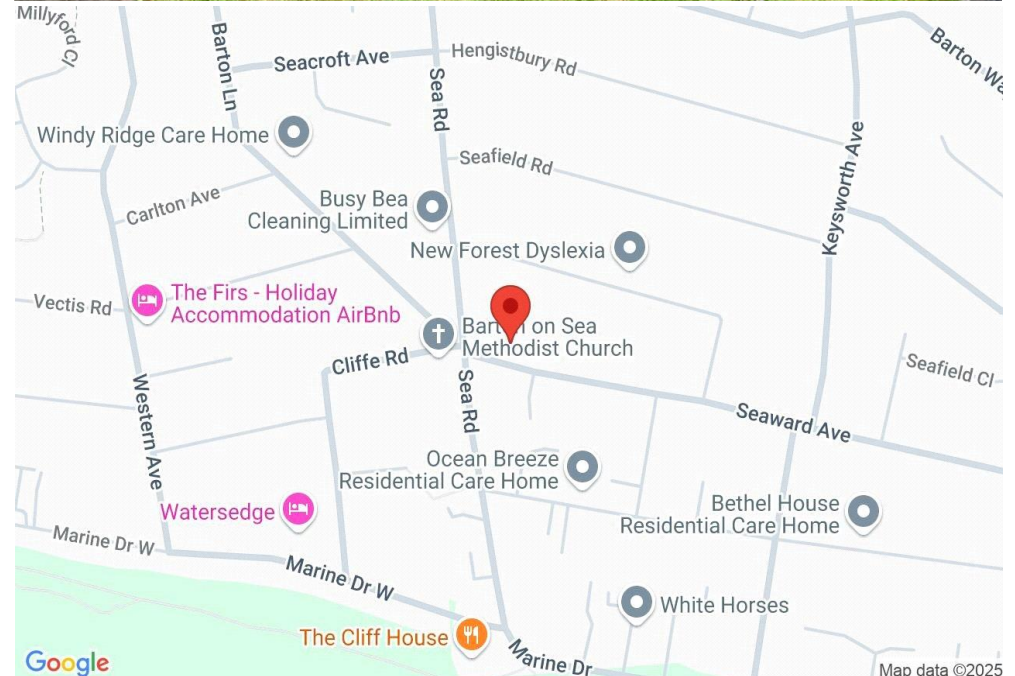 Millyford Cl
Barton Ln
Seacroft Ave
Hengistbury Rd
Barton Wa
Sea Rd
Windy Ridge Care Home
Seafield Rd
Keysworth Ave
Carlton Ave
Busy Bea
Cleaning Limited
New Forest Dyslexia
Vectis Rd
The Firs - Holiday
Accommodation AirBnb
Barton on Sea
Methodist Church
Cliffe Rd
Seafield Cl
Western Ave
Sea Rd
Seaward Ave
Ocean Breeze
Residential Care Home
Watersedge
Bethel House
Residential Care Home
Marine Dr W
Marine Dr W
White Horses
The Cliff House
Marine Dr
Google
Map data ©2025